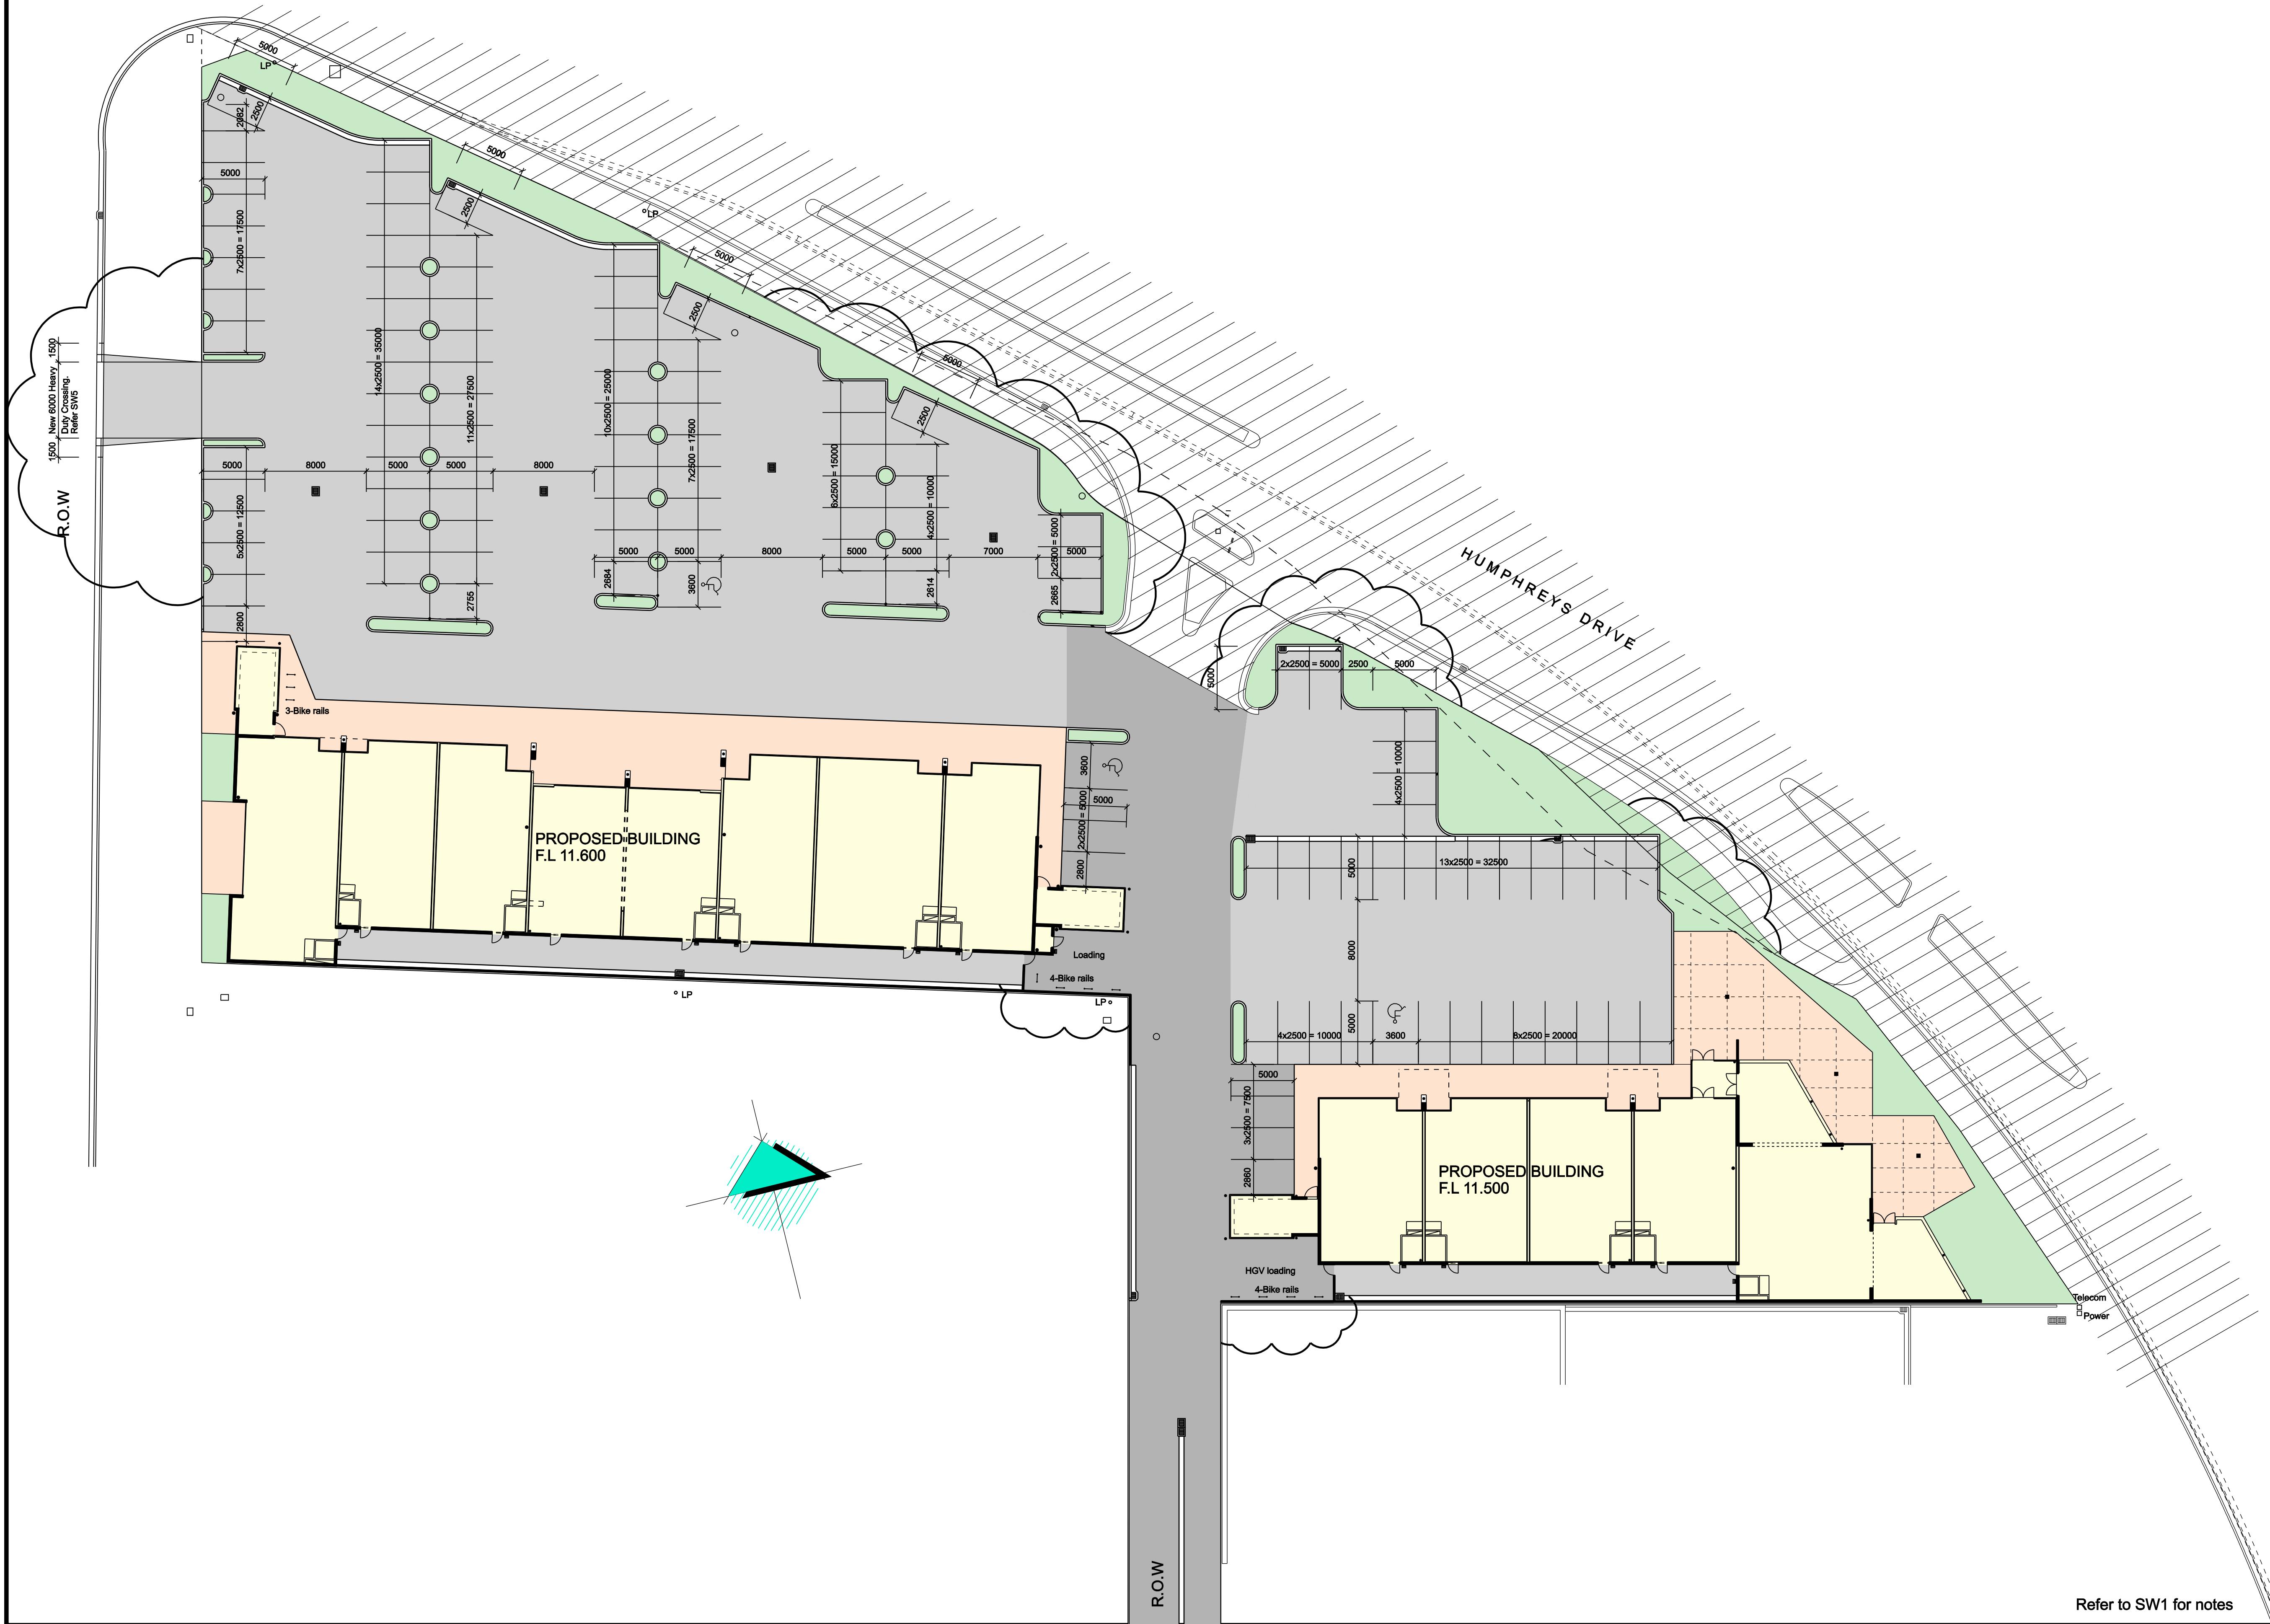 5000
LP
2500
2082
5000
5000
2500
7x2500 = 17500
LP
5000
2500
14x2500 = 35000
11x2500 = 27500
10x2500 = 25000
7x2500 = 17500
5000
2500
6x2500 = 15000
4x2500 = 10000
1500
New 6000 Heavy
Duty Crossing.
Refer SW5
1500
R.O.W
5000
8000
5000
5000
8000
5x2500 = 12500
2800
2755
5000
5000
8000
5000
5000
7000
5000
2684
3600
2614
2x2500 = 5000
2665
HUMPHREYS DRIVE
5000
2x2500 = 5000
2500
5000
4x2500 = 10000
3-Bike rails
3600
5000
2x2500 = 5000
2800
PROPOSED BUILDING
F.L 11.600
5000
13x2500 = 32500
8000
5000
4x2500 = 10000
3600
8x2500 = 20000
Loading
4-Bike rails
LP
LP
5000
3x2500 = 7500
2860
PROPOSED BUILDING
F.L 11.500
HGV loading
4-Bike rails
Telecom
Power
R.O.W
Refer to SW1 for notes